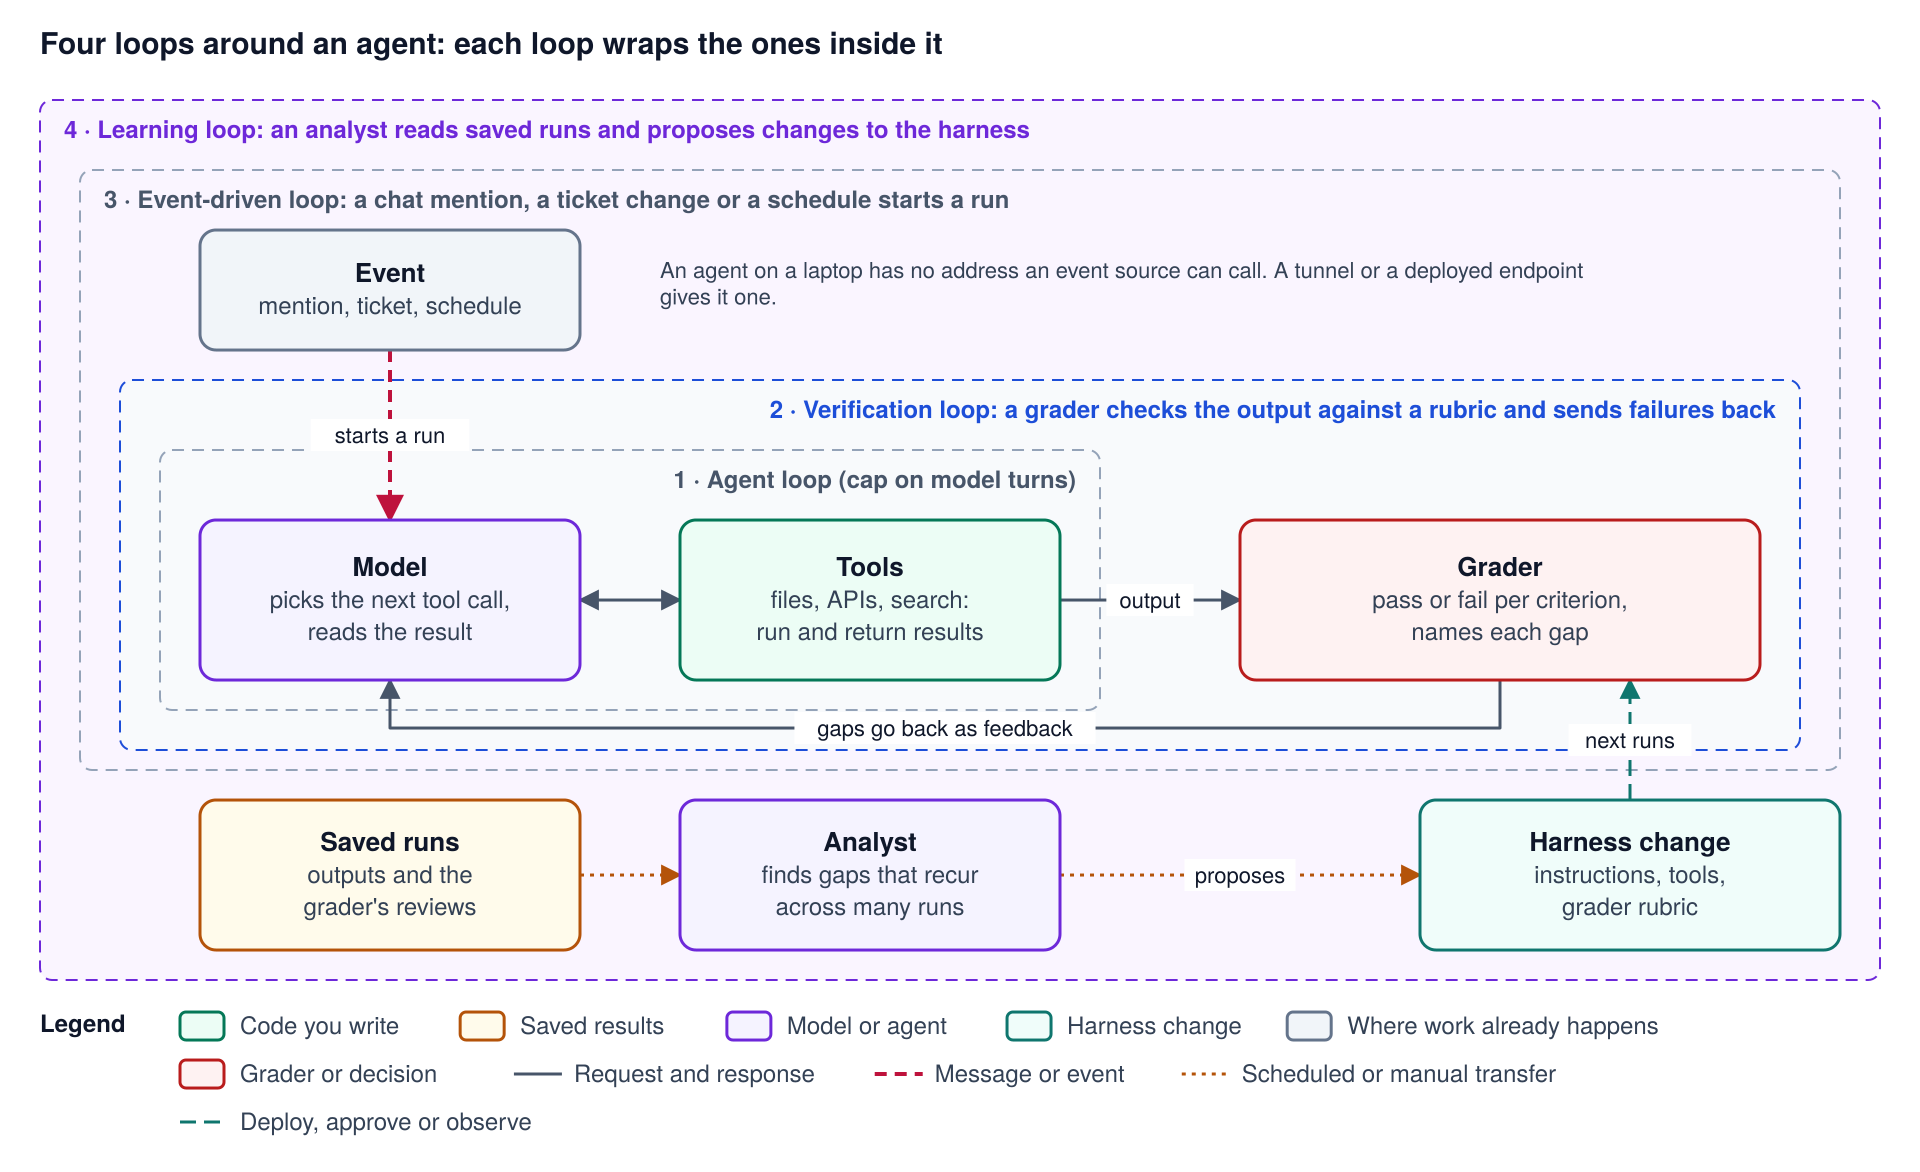 Four loops around an agent: each loop wraps the ones inside it
4 · Learning loop: an analyst reads saved runs and proposes changes to the harness
3 · Event-driven loop: a chat mention, a ticket change or a schedule starts a run
Event
mention, ticket, schedule
An agent on a laptop has no address an event source can call. A tunnel or a deployed endpoint
gives it one.
2 · Verification loop: a grader checks the output against a rubric and sends failures back
starts a run
1 · Agent loop (cap on model turns)
Model
picks the next tool call,
reads the result
Tools
files, APIs, search:
run and return results
output
Grader
pass or fail per criterion,
names each gap
gaps go back as feedback
next runs
Saved runs
outputs and the
grader's reviews
Analyst
finds gaps that recur
across many runs
proposes
Harness change
instructions, tools,
grader rubric
Legend
Code you write
Saved results
Model or agent
Harness change
Where work already happens
Grader or decision
Request and response
Message or event
Scheduled or manual transfer
Deploy, approve or observe